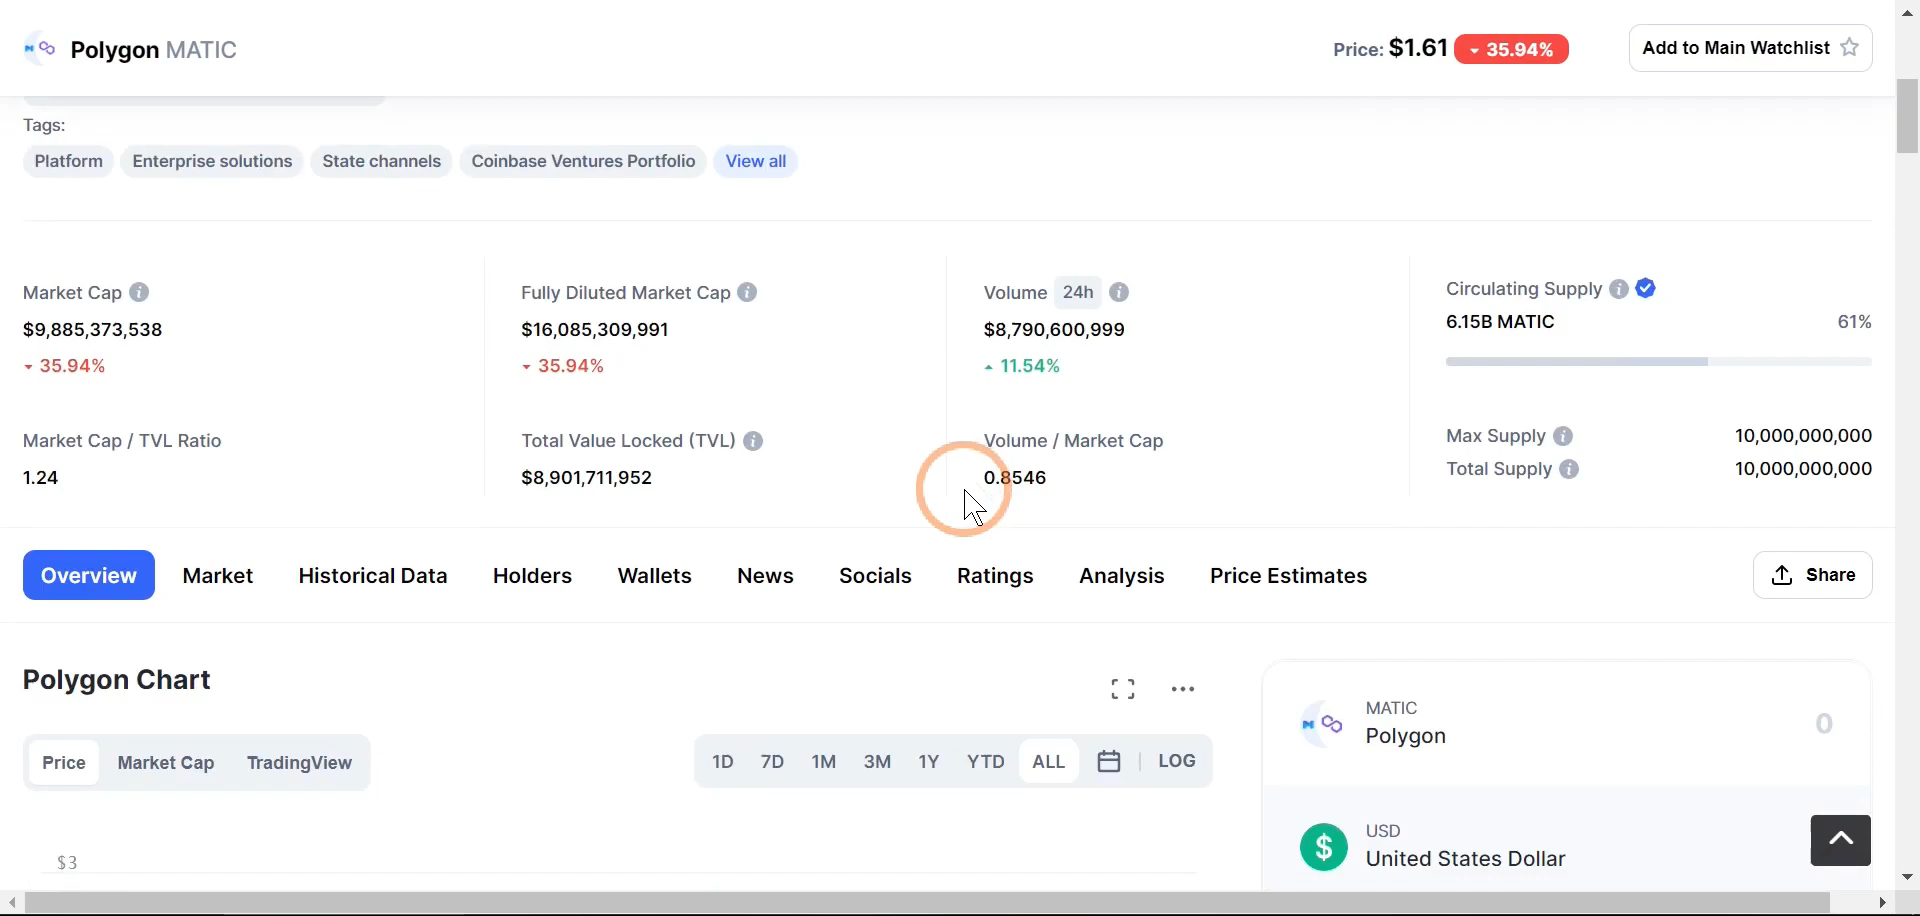 Polygon MATIC
Price: $1.61 35.94%
Add to Main Watchlist
Tags:
Platform Enterprise solutions State channels Coinbase Ventures Portfolio View all
Market Cap
$9,885,373,538
35.94%
Fully Diluted Market Cap
$16,085,309,991
35.94%
Volume 24h
$8,790,600,999
11.54%
Circulating Supply
6.15B MATIC 61%
Market Cap / TVL Ratio
1.24
Total Value Locked (TVL)
$8,901,711,952
Volume / Market Cap
0.8546
Max Supply 10,000,000,000
Total Supply 10,000,000,000
Overview Market Historical Data Holders Wallets News Socials Ratings Analysis Price Estimates Share
Polygon Chart
Price Market Cap TradingView
1D 7D 1M 3M 1Y YTD ALL LOG
$3
MATIC
Polygon 0
USD
United States Dollar